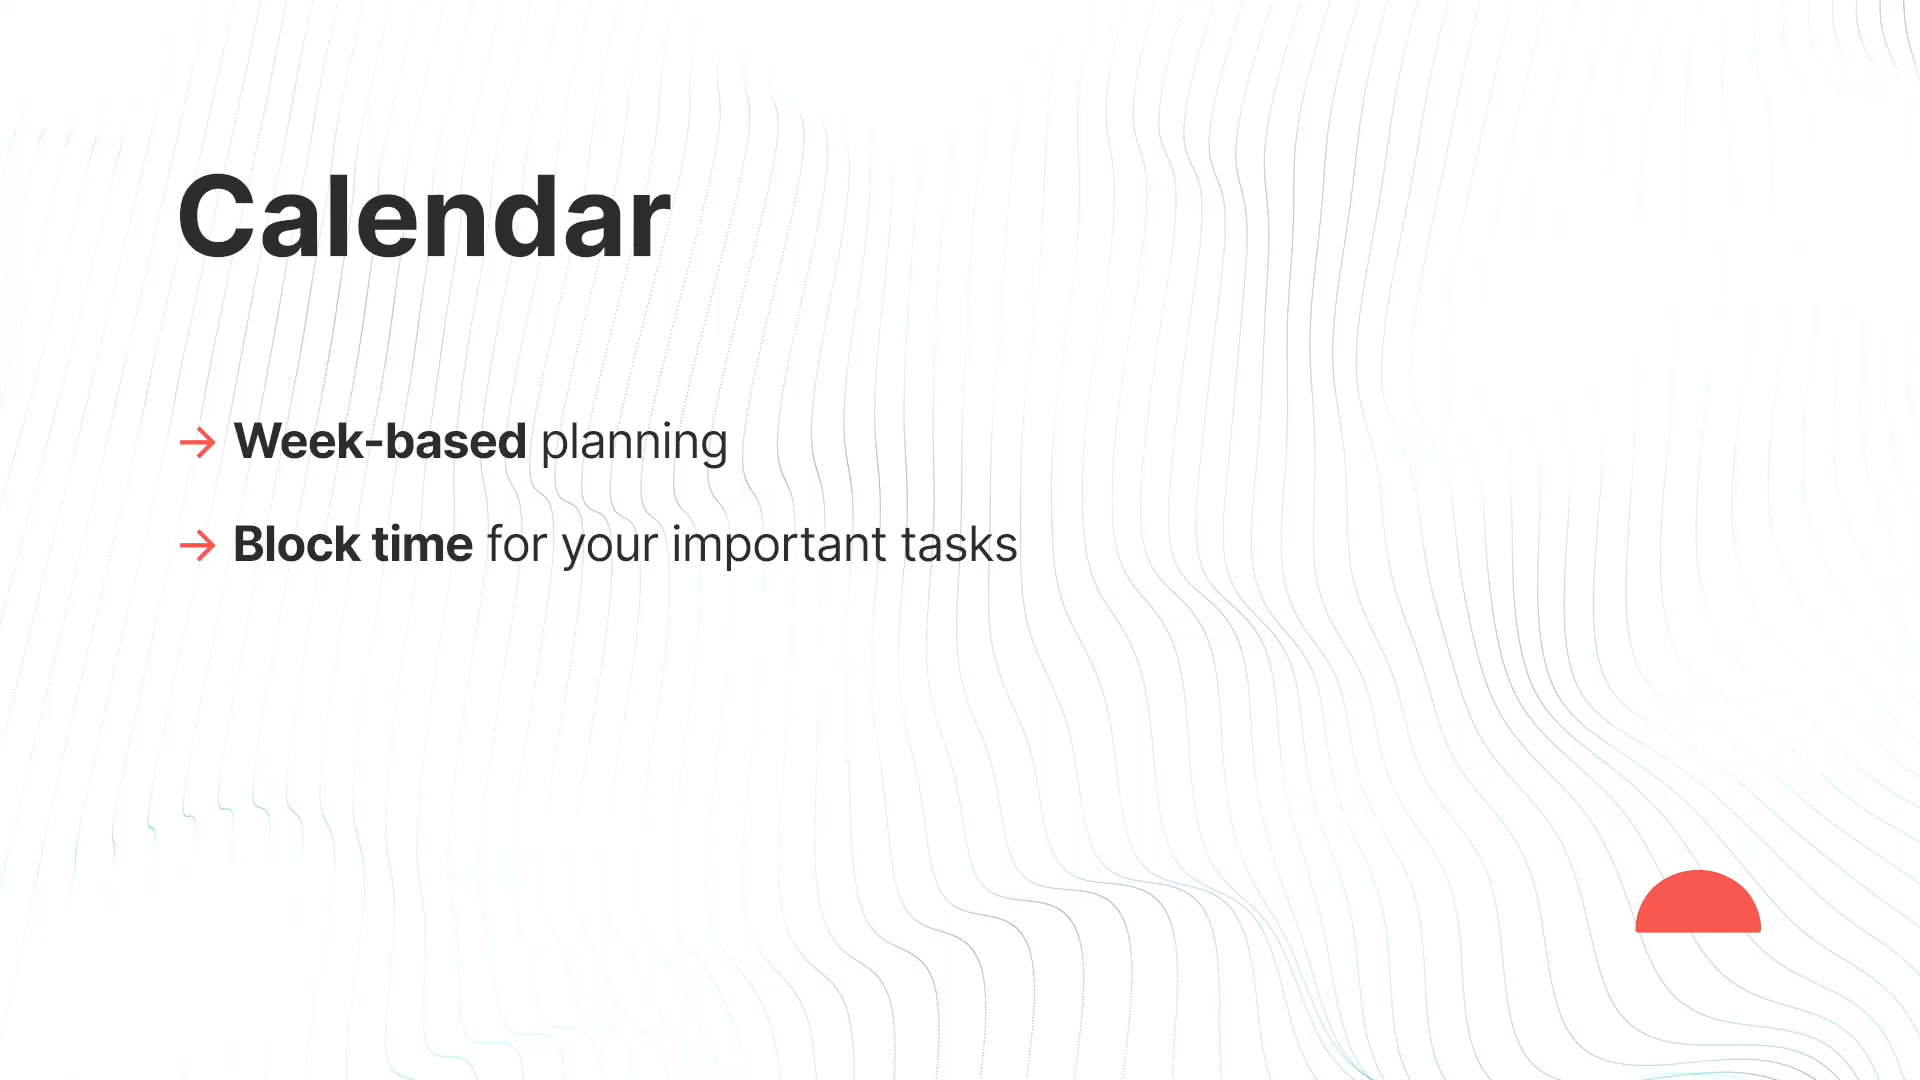 Calendar
→ Week-based planning
→ Block time for your important tasks